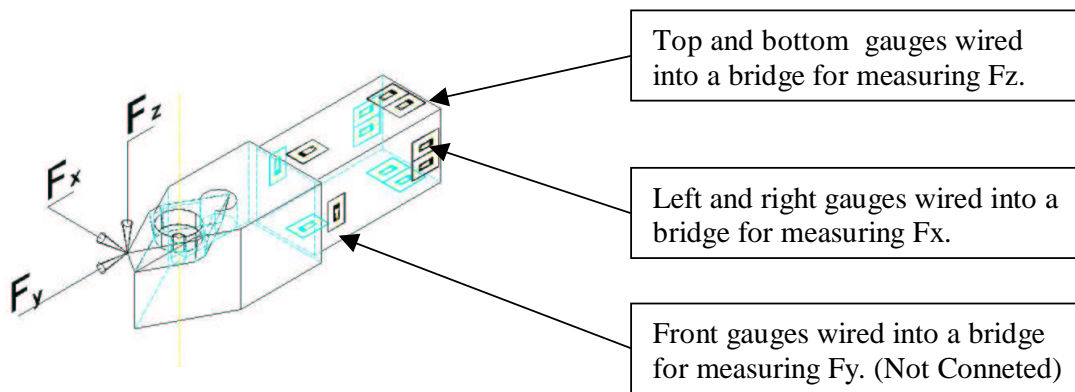 Top and bottom  gauges wired
into a bridge for measuring Fz.
Fz
Fx
Left and right gauges wired into a
bridge for measuring Fx.
Fy
Front gauges wired into a bridge
for measuring Fy. (Not Conneted)